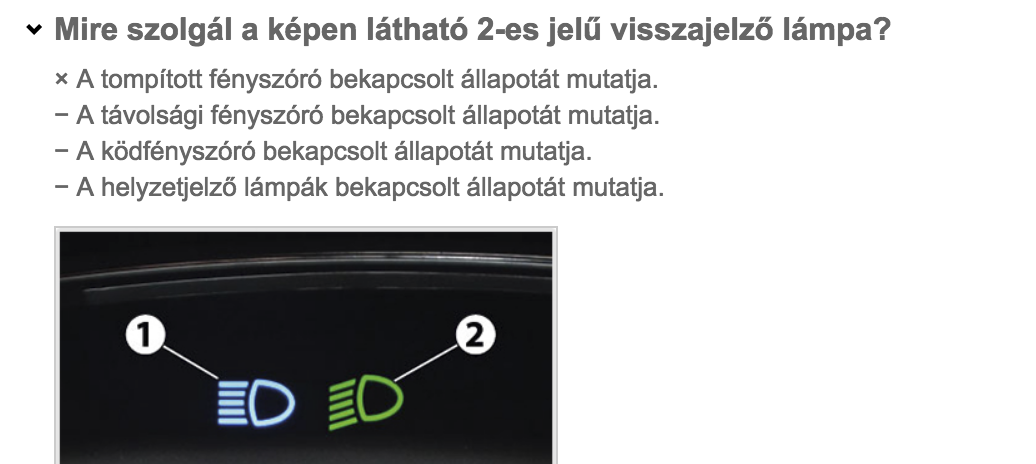 Mire szolgál a képen látható 2-es jelű visszajelző lámpa?
× A tompított fényszóró bekapcsolt állapotát mutatja.
− A távolsági fényszóró bekapcsolt állapotát mutatja.
− A ködfényszóró bekapcsolt állapotát mutatja.
− A helyzetjelző lámpák bekapcsolt állapotát mutatja.
1 2